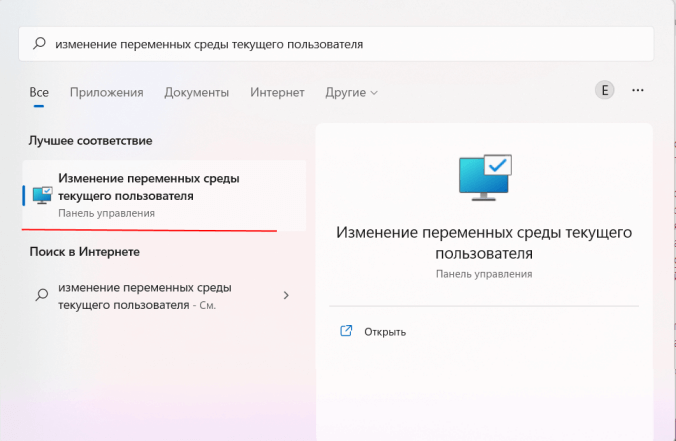 изменение переменных среды текущего пользователя
Все Приложения Документы Интернет Другие
E
Лучшее соответствие
Изменение переменных среды
текущего пользователя
Панель управления
Поиск в Интернете
изменение переменных среды
текущего пользователя - См.
Изменение переменных среды текущего
пользователя
Панель управления
Открыть